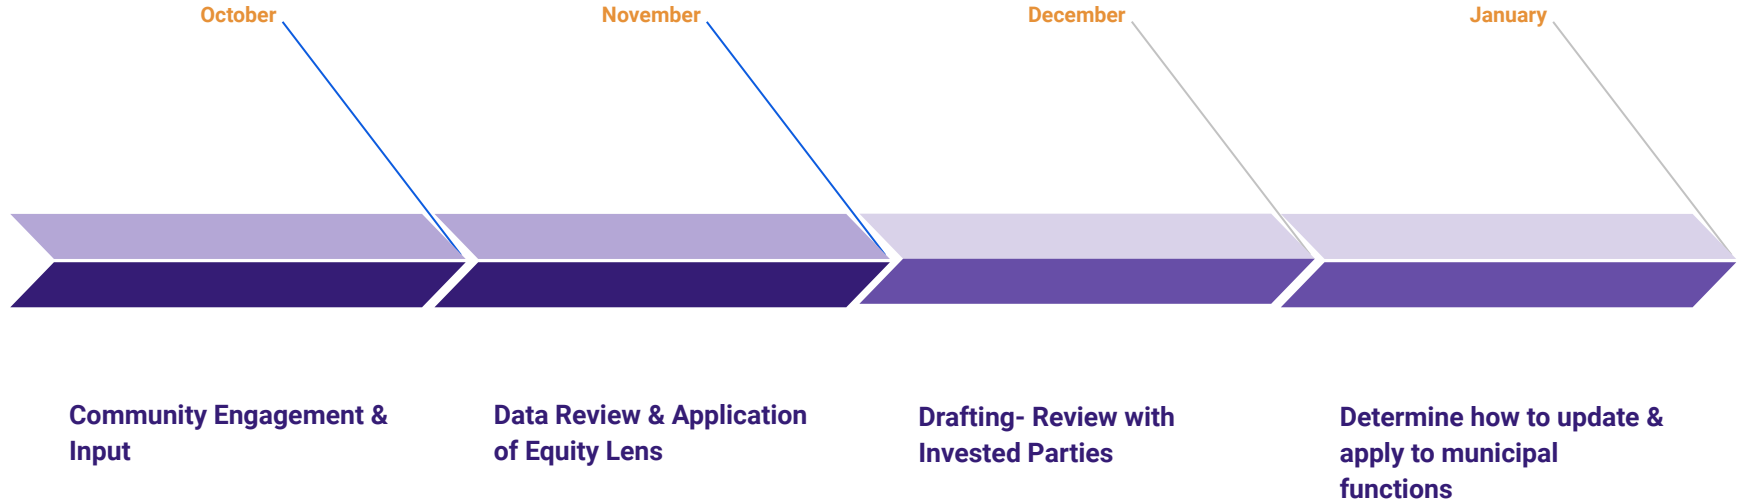 October
November
December
January
Community Engagement &
Input
Data Review & Application
of Equity Lens
Drafting- Review with
Invested Parties
Determine how to update &
apply to municipal
functions